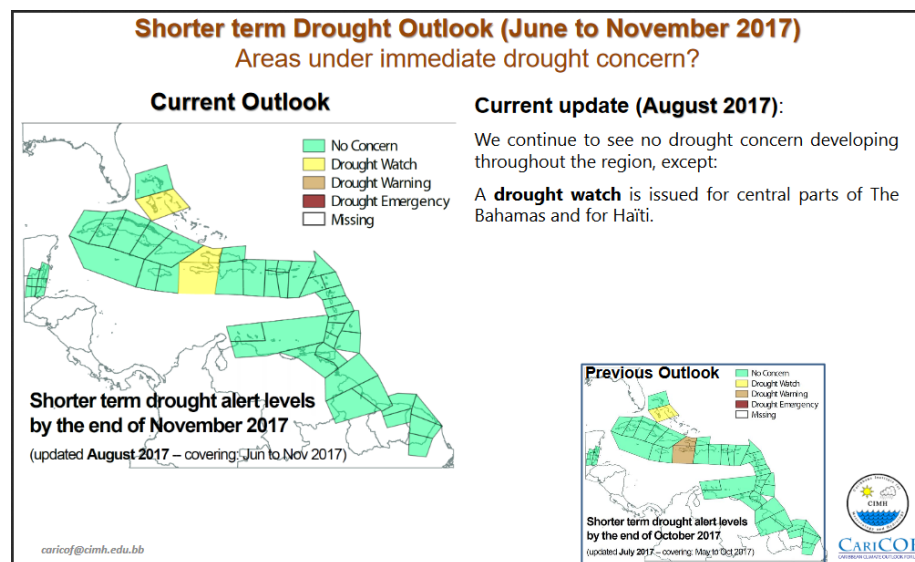 Shorter term Drought Outlook (June to November 2017)
Areas under immediate drought concern?
Current Outlook
No Concern
Drought Watch
Drought Warning
Drought Emergency
Missing
Shorter term drought alert levels
by the end of November 2017
(updated August 2017 – covering: Jun to Nov 2017)
caricof@cimh.edu.bb
Current update (August 2017):
We continue to see no drought concern developing
throughout the region, except:
A drought watch is issued for central parts of The
Bahamas and for Haïti.
Previous Outlook
No Concern
Drought Watch
Drought Warning
Drought Emergency
Missing
Shorter term drought alert levels
by the end of October 2017
(updated July 2017 – covering: May to Oct 2017)
CIMH
CARICOF